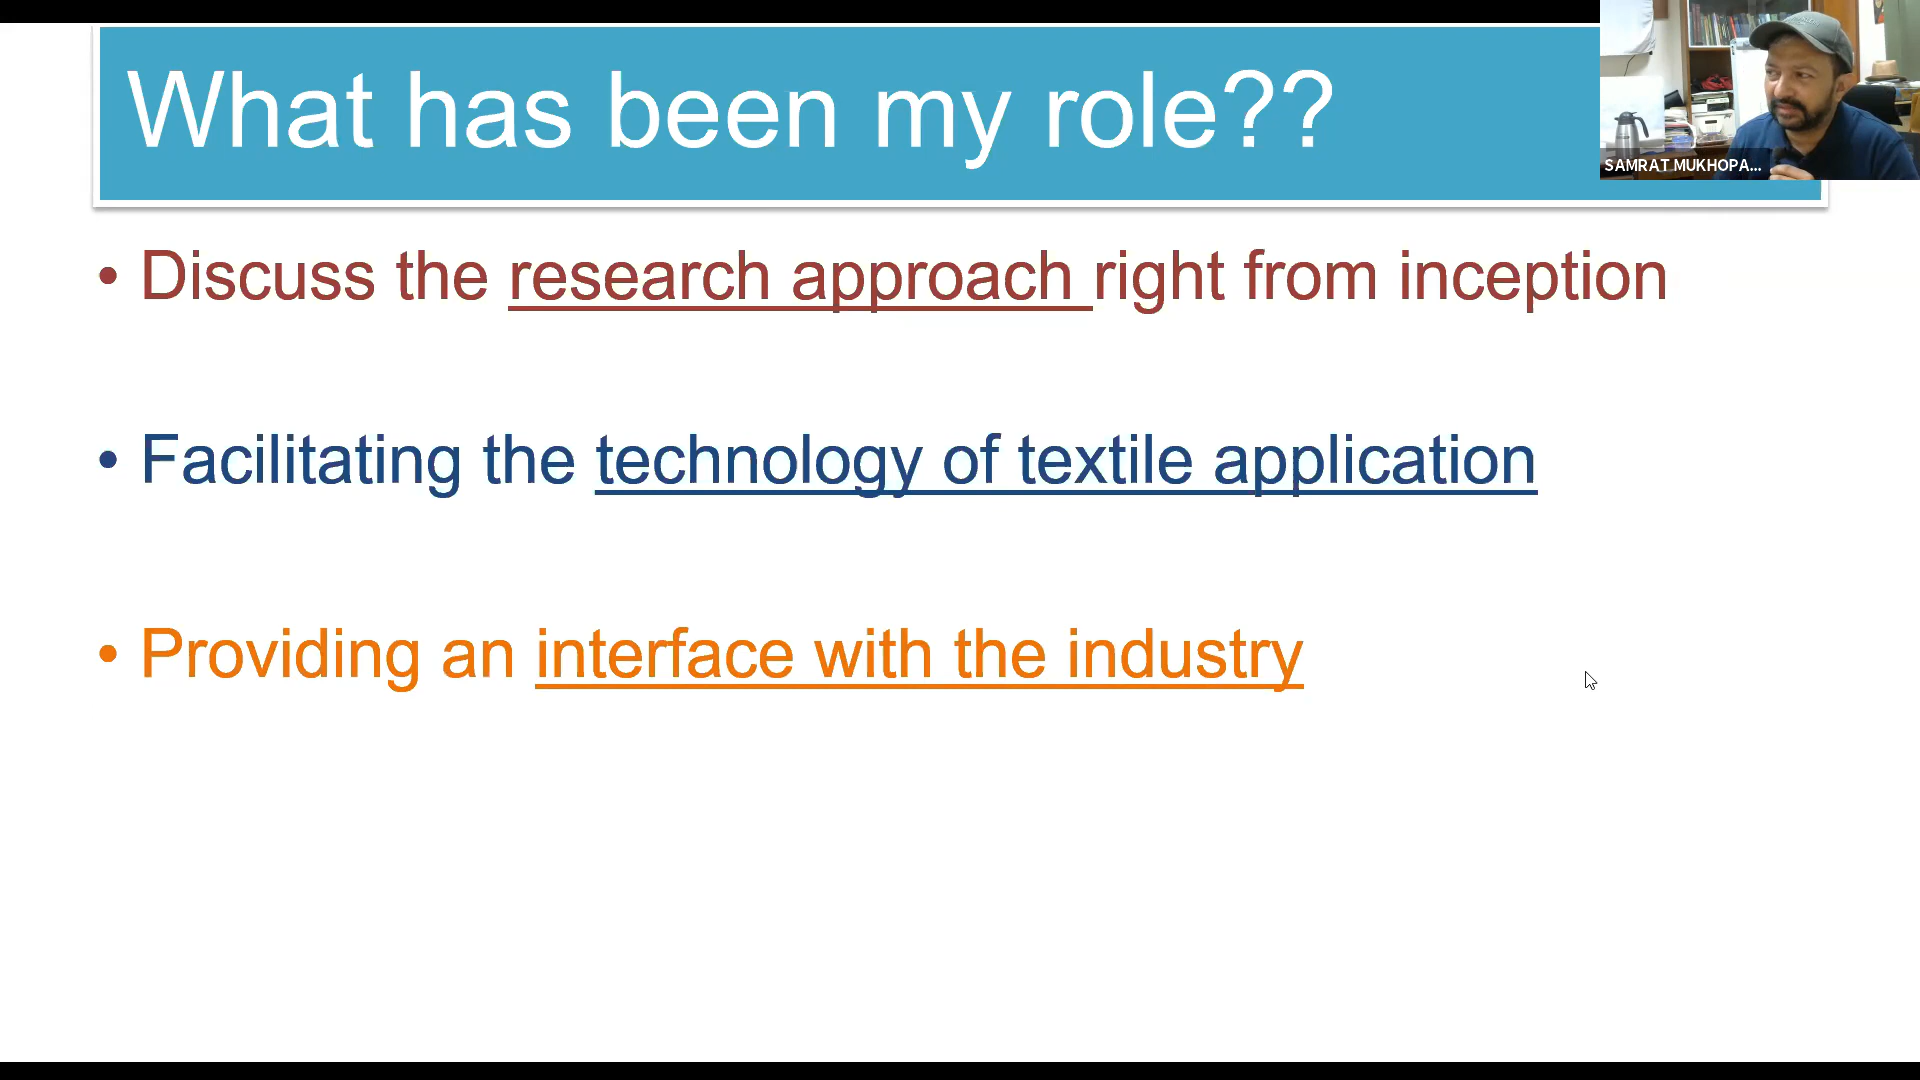 What has been my role??
SAMRAT MUKHOPA...
• Discuss the research approach right from inception
• Facilitating the technology of textile application
• Providing an interface with the industry